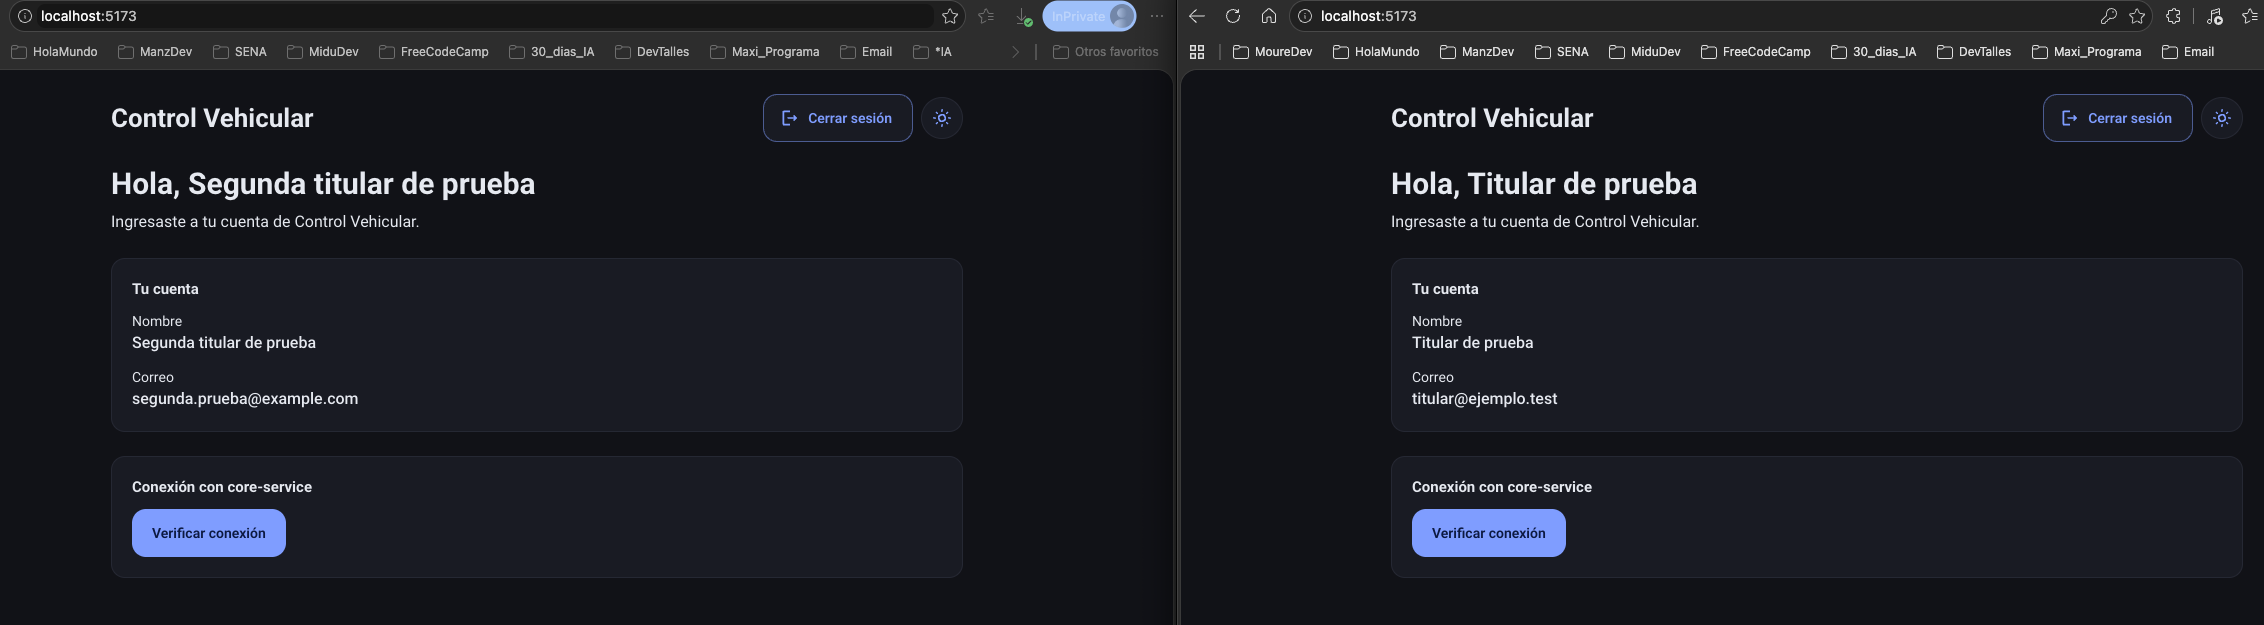 localhost:5173
InPrivate
HolaMundo ManzDev SENA MiduDev FreeCodeCamp 30_dias_IA DevTalles Maxi_Programa Email *IA Otros favoritos
Control Vehicular
Cerrar sesión
Hola, Segunda titular de prueba
Ingresaste a tu cuenta de Control Vehicular.
Tu cuenta
Nombre
Segunda titular de prueba
Correo
segunda.prueba@example.com
Conexión con core-service
Verificar conexión
localhost:5173
MoureDev HolaMundo ManzDev SENA MiduDev FreeCodeCamp 30_dias_IA DevTalles Maxi_Programa Email
Control Vehicular
Cerrar sesión
Hola, Titular de prueba
Ingresaste a tu cuenta de Control Vehicular.
Tu cuenta
Nombre
Titular de prueba
Correo
titular@ejemplo.test
Conexión con core-service
Verificar conexión